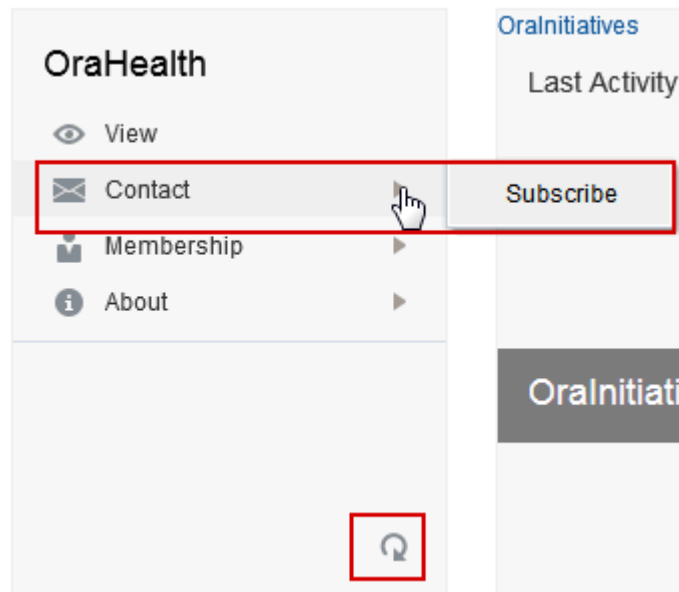 OraHealth
View
Contact
Subscribe
Membership
About
OraInitiatives
Last Activity
OraInitiati